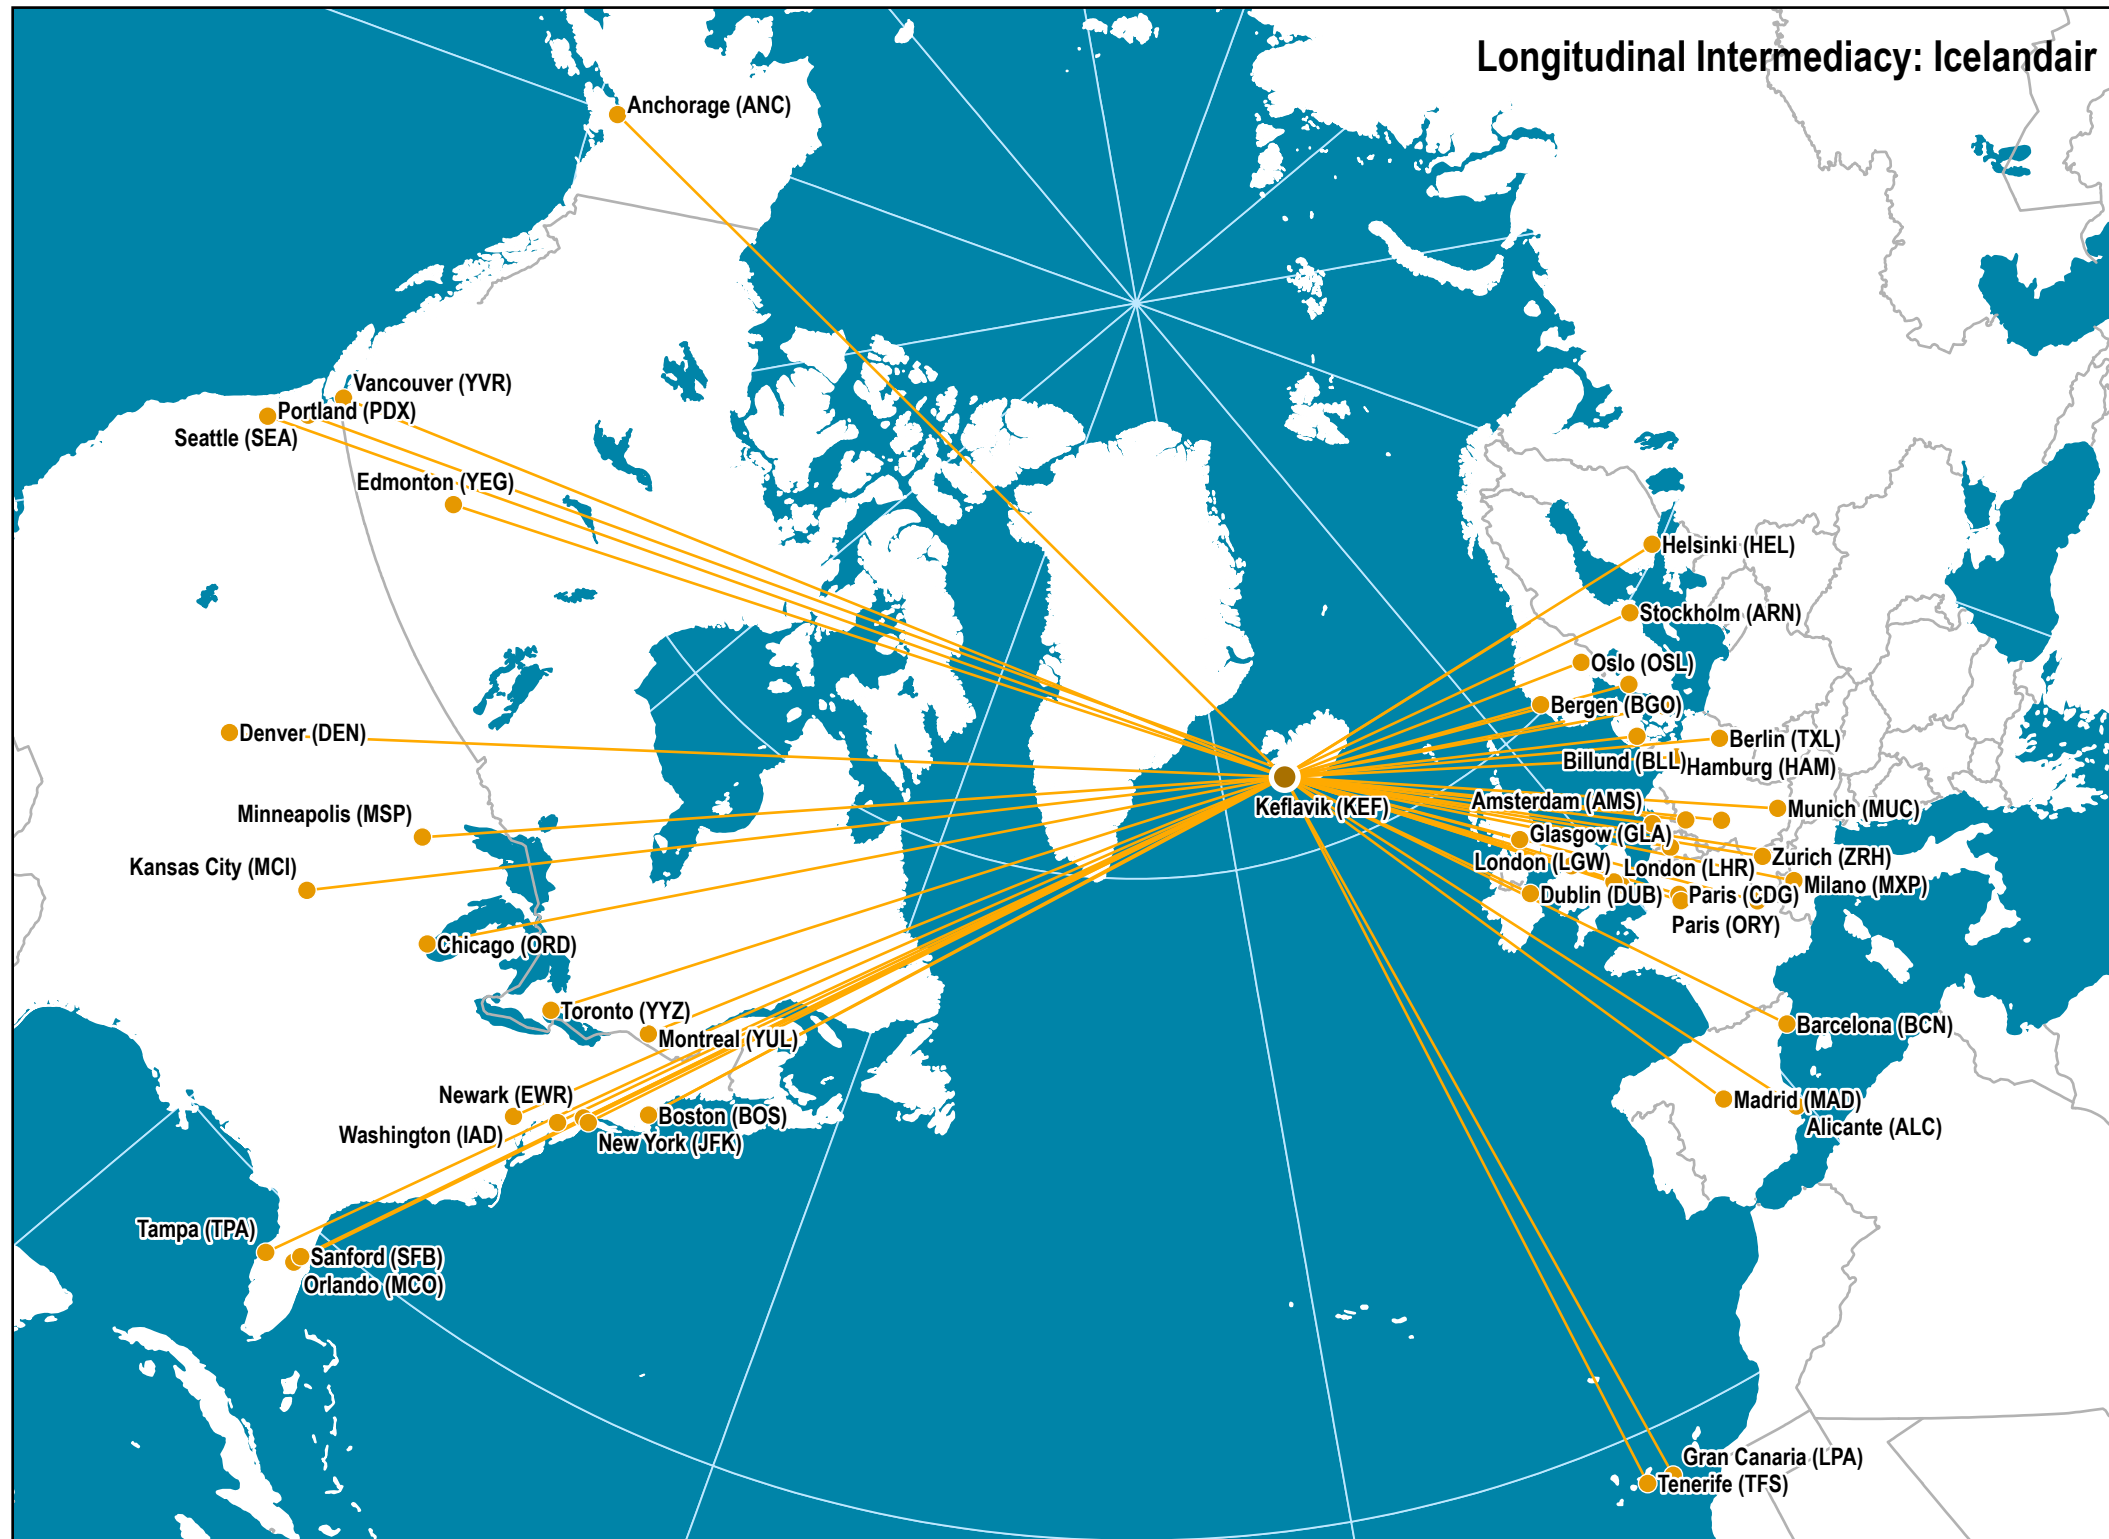 Longitudinal Intermediacy: Icelandair
Anchorage (ANC)
Vancouver (YVR)
Portland (PDX)
Seattle (SEA)
Edmonton (YEG)
Helsinki (HEL)
Stockholm (ARN)
Oslo (OSL)
Bergen (BGO)
Denver (DEN)
Berlin (TXL)
Billund (BLL)
Hamburg (HAM)
Keflavik (KEF)
Amsterdam (AMS)
Munich (MUC)
Minneapolis (MSP)
Glasgow (GLA)
Kansas City (MCI)
London (LGW)
London (LHR)
Zurich (ZRH)
Milano (MXP)
Dublin (DUB)
Paris (CDG)
Paris (ORY)
Chicago (ORD)
Toronto (YYZ)
Montreal (YUL)
Barcelona (BCN)
Newark (EWR)
Madrid (MAD)
Boston (BOS)
Washington (IAD)
New York (JFK)
Alicante (ALC)
Tampa (TPA)
Sanford (SFB)
Orlando (MCO)
Gran Canaria (LPA)
Tenerife (TFS)